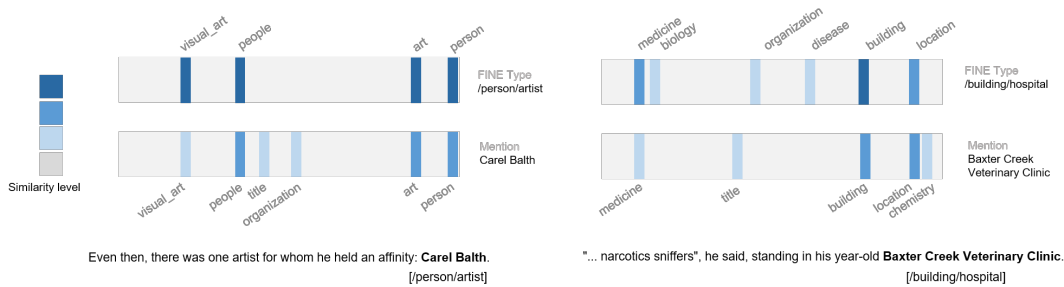 visual_art
people
art
person
FINE Type
/person/artist
Mention
Carel Balth
visual_art
people
title
organization
art
person
Similarity level
medicine
biology
organization
disease
building
location
FINE Type
/building/hospital
Mention
Baxter Creek
Veterinary Clinic
medicine
title
building
location
chemistry
Even then, there was one artist for whom he held an affinity: Carel Balth.
[/person/artist]
"... narcotics sniffers", he said, standing in his year-old Baxter Creek Veterinary Clinic.
[/building/hospital]